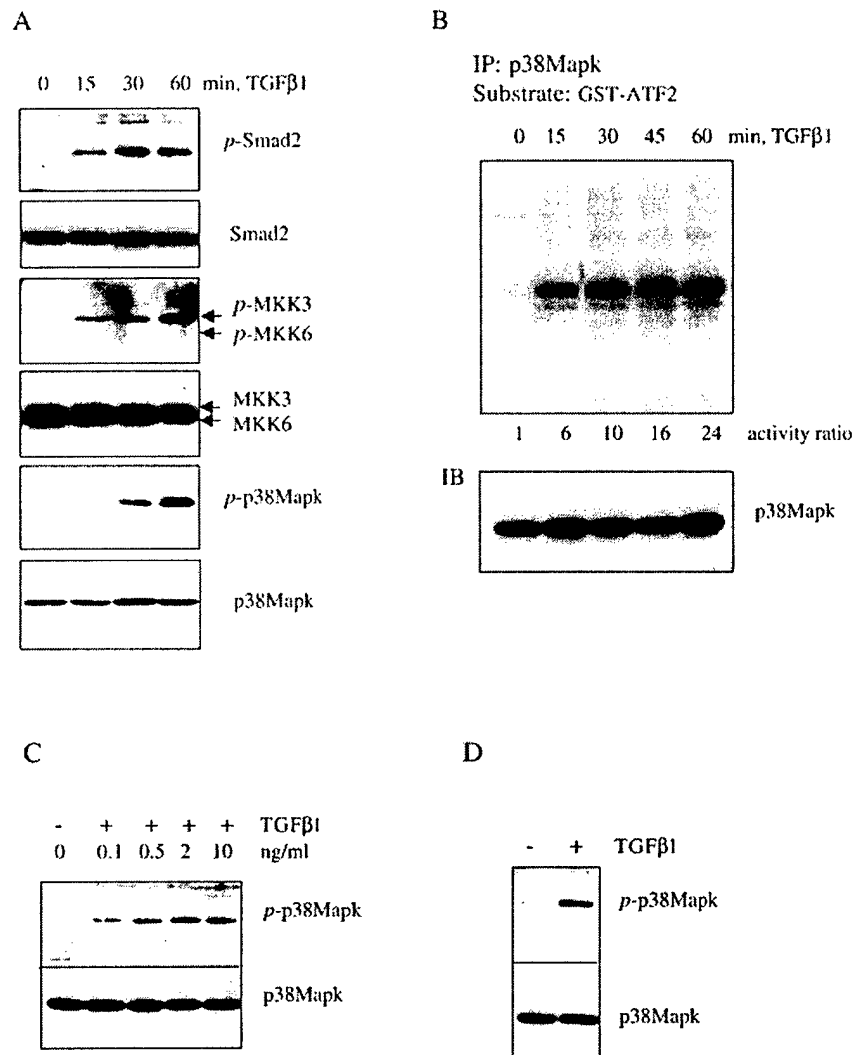 A
0 15 30 60 min, TGFβ1
p-Smad2
Smad2
p-MKK3
p-MKK6
MKK3
MKK6
p-p38Mapk
p38Mapk
B
IP: p38Mapk
Substrate: GST-ATF2
0 15 30 45 60 min, TGFβ1
1 6 10 16 24 activity ratio
IB
p38Mapk
C
- + + + + TGFβ1
0 0.1 0.5 2 10 ng/ml
p-p38Mapk
p38Mapk
D
- + TGFβ1
p-p38Mapk
p38Mapk